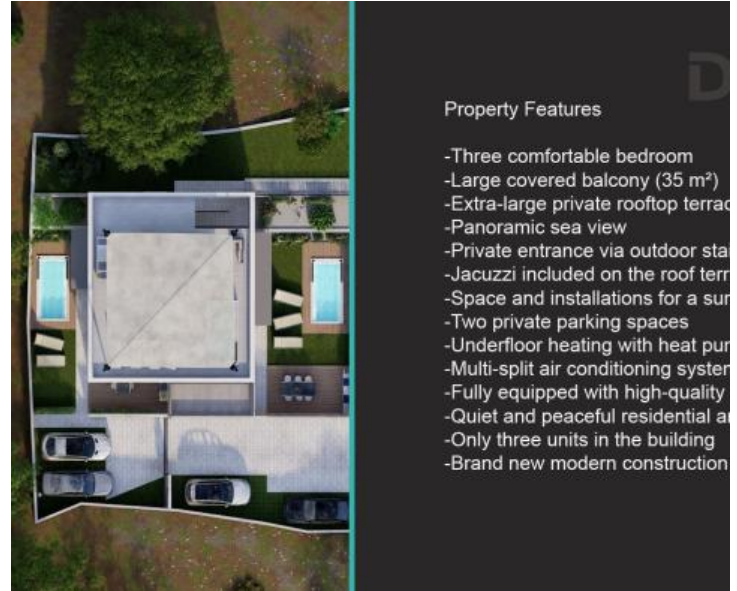 D
Property Features
-Three comfortable bedroom
-Large covered balcony (35 m²)
-Extra-large private rooftop
-Panoramic sea view
-Private entrance via outdoor
-Jacuzzi included on the roof
-Space and installations for a
-Two private parking spaces
-Underfloor heating with heat
-Multi-split air conditioning
-Fully equipped with high-quality
-Quiet and peaceful residential
-Only three units in the building
-Brand new modern construction